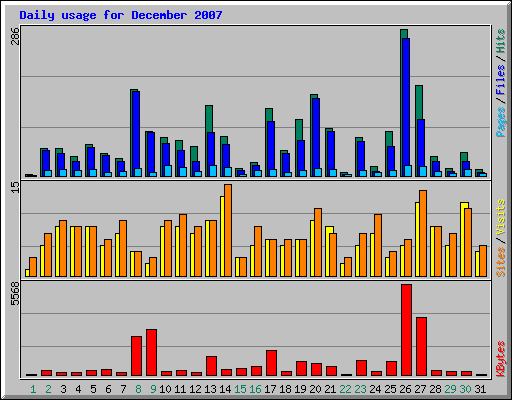 Daily usage for December 2007
286
Pages / Files / Hits
15
Sites / Visits
5568
KBytes
1 2 3 4 5 6 7 8 9 10 11 12 13 14 15 16 17 18 19 20 21 22 23 24 25 26 27 28 29 30 31